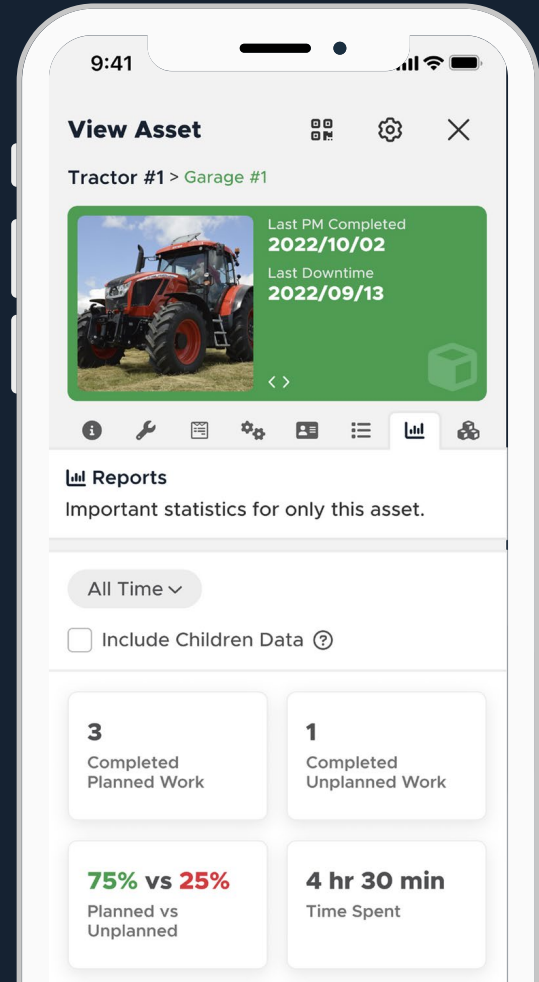 9:41
View Asset
Tractor #1 > Garage #1
Last PM Completed
2022/10/02
Last Downtime
2022/09/13
Reports
Important statistics for only this asset.
All Time
Include Children Data
3
Completed
Planned Work
1
Completed
Unplanned Work
75% vs 25%
Planned vs
Unplanned
4 hr 30 min
Time Spent